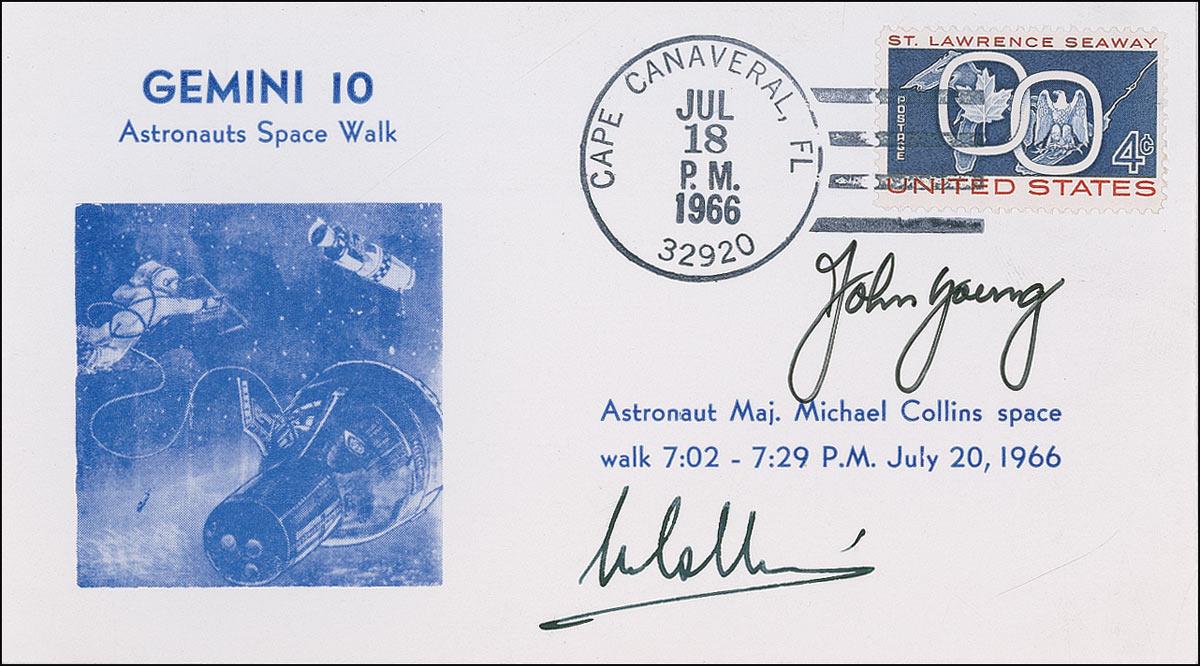 GEMINI 10
Astronauts Space Walk
CAPE CANAVERAL, FL
JUL
18
P. M.
1966
32920
ST. LAWRENCE SEAWAY
POSTAGE
4¢
UNITED STATES
John Young
Astronaut Maj. Michael Collins space
walk 7:02 - 7:29 P.M. July 20, 1966
M Collins